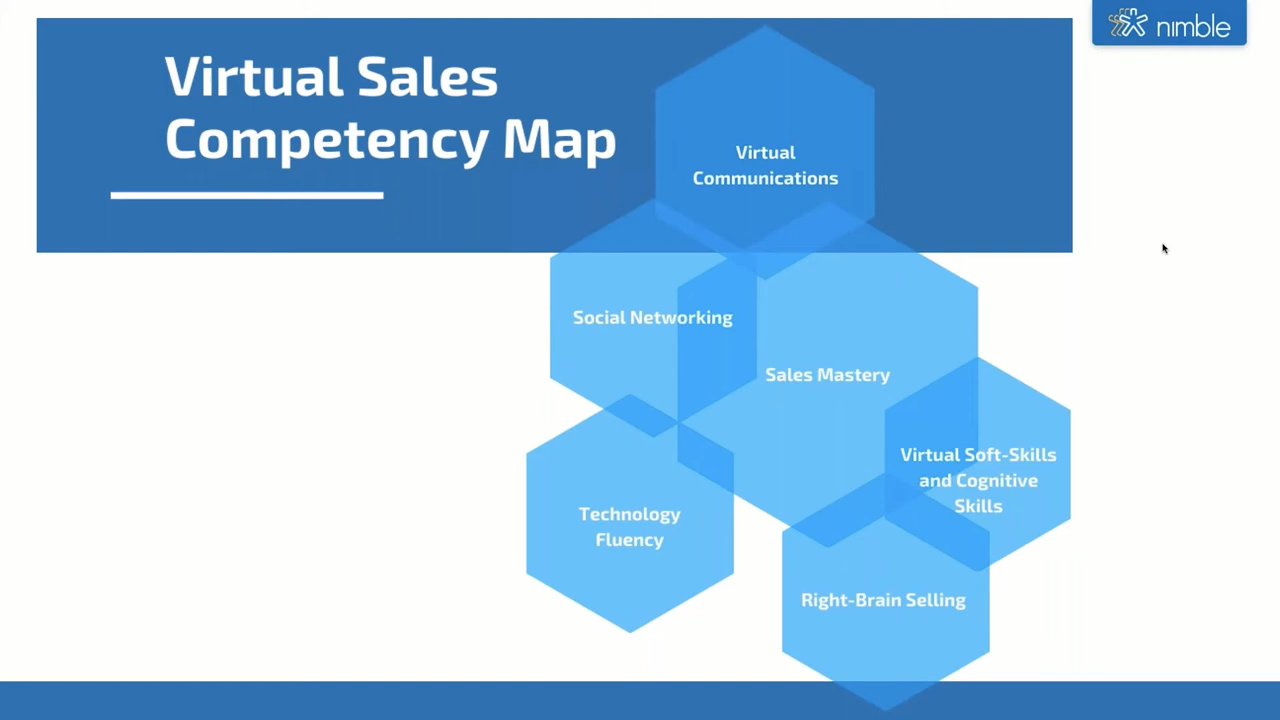 Virtual Sales
Competency Map
nimble
Virtual
Communications
Social Networking
Sales Mastery
Virtual Soft-Skills
and Cognitive
Skills
Technology
Fluency
Right-Brain Selling